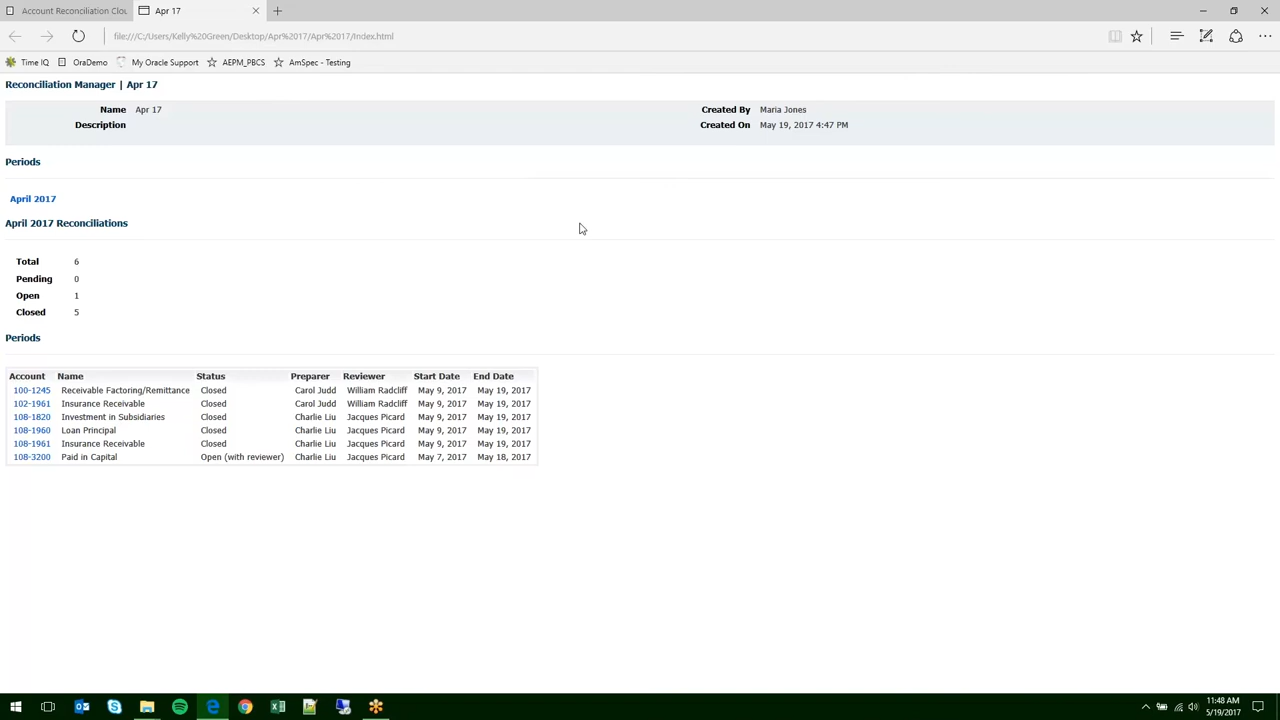 Account Reconciliation Clou
Apr 17
file:///C:/Users/Kelly%20Green/Desktop/Apr%2017/Apr%2017/Index.html
Time IQ OraDemo My Oracle Support AEPM_PBCS AmSpec - Testing
Reconciliation Manager | Apr 17
Name Apr 17 Created By Maria Jones
Description Created On May 19, 2017 4:47 PM
Periods
April 2017
April 2017 Reconciliations
Total 6
Pending 0
Open 1
Closed 5
Periods
Account Name Status Preparer Reviewer Start Date End Date
100-1245 Receivable Factoring/Remittance Closed Carol Judd William Radcliff May 9, 2017 May 19, 2017
102-1961 Insurance Receivable Closed Carol Judd William Radcliff May 9, 2017 May 19, 2017
108-1820 Investment in Subsidiaries Closed Charlie Liu Jacques Picard May 9, 2017 May 19, 2017
108-1960 Loan Principal Closed Charlie Liu Jacques Picard May 9, 2017 May 19, 2017
108-1961 Insurance Receivable Closed Charlie Liu Jacques Picard May 9, 2017 May 19, 2017
108-3200 Paid in Capital Open (with reviewer) Charlie Liu Jacques Picard May 7, 2017 May 18, 2017
11:48 AM
5/19/2017